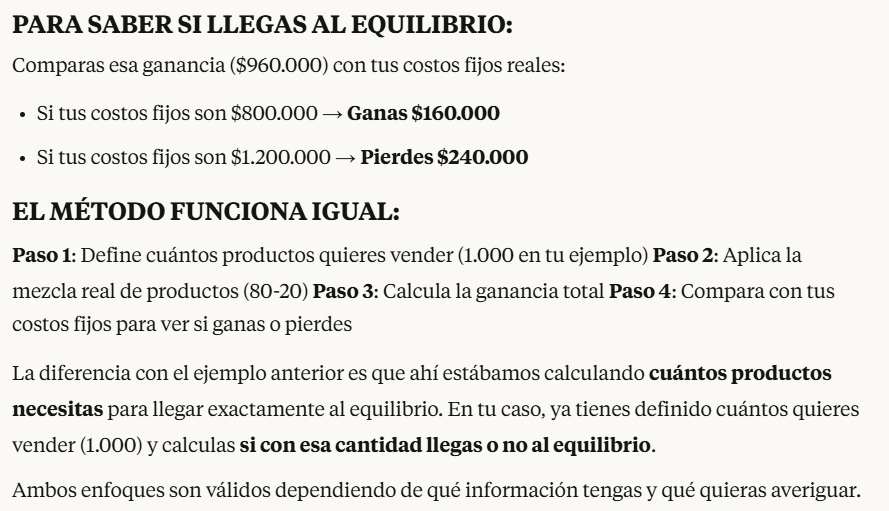 PARA SABER SI LLEGAS AL EQUILIBRIO:
Comparas esa ganancia ($960.000) con tus costos fijos reales:
• Si tus costos fijos son $800.000 → Ganas $160.000
• Si tus costos fijos son $1.200.000 → Pierdes $240.000
EL MÉTODO FUNCIONA IGUAL:
Paso 1: Define cuántos productos quieres vender (1.000 en tu ejemplo) Paso 2: Aplica la
mezcla real de productos (80-20) Paso 3: Calcula la ganancia total Paso 4: Compara con tus
costos fijos para ver si ganas o pierdes
La diferencia con el ejemplo anterior es que ahí estábamos calculando cuántos productos
necesitas para llegar exactamente al equilibrio. En tu caso, ya tienes definido cuántos quieres
vender (1.000) y calculas si con esa cantidad llegas o no al equilibrio.
Ambos enfoques son válidos dependiendo de qué información tengas y qué quieras averiguar.